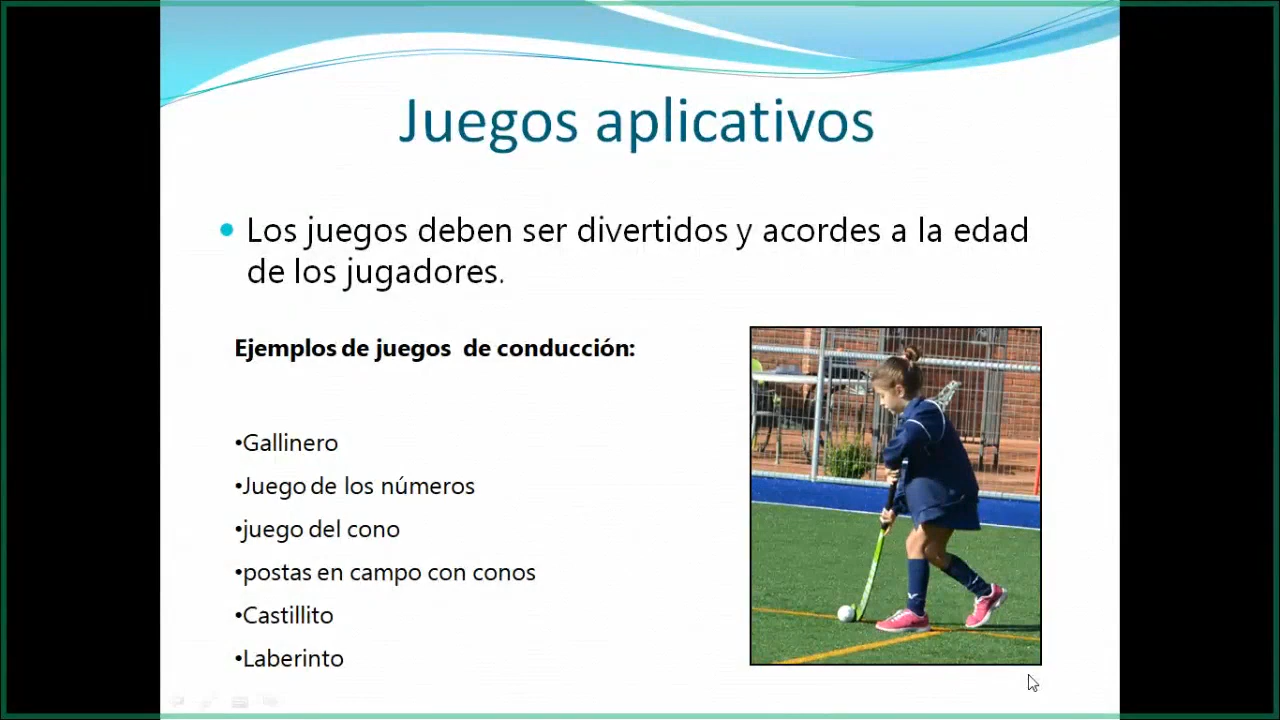 Juegos aplicativos
• Los juegos deben ser divertidos y acordes a la edad
de los jugadores.
Ejemplos de juegos de conducción:
•Gallinero
•Juego de los números
•juego del cono
•postas en campo con conos
•Castillito
•Laberinto